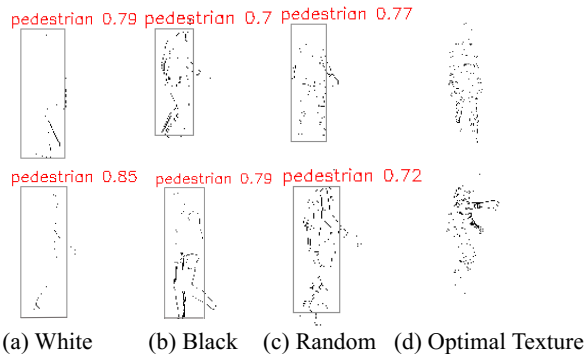 pedestrian 0.79 pedestrian 0.7 pedestrian 0.77
pedestrian 0.85 pedestrian 0.79 pedestrian 0.72
(a) White (b) Black (c) Random (d) Optimal Texture